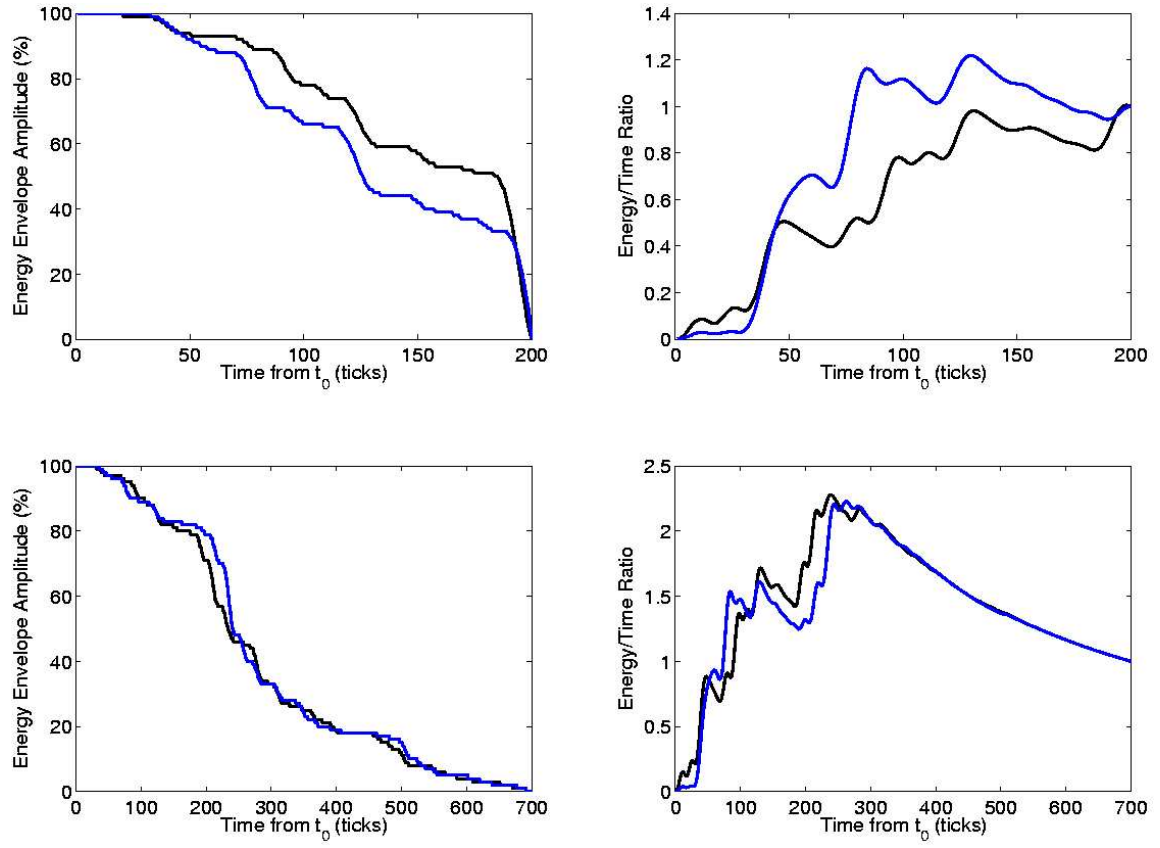 Energy Envelope Amplitude (%)
100
80
60
40
20
0
0 50 100 150 200
Time from t0 (ticks)
Energy/Time Ratio
1.4
1.2
1
0.8
0.6
0.4
0.2
0
0 50 100 150 200
Time from t0 (ticks)
Energy Envelope Amplitude (%)
100
80
60
40
20
0
0 100 200 300 400 500 600 700
Time from t0 (ticks)
Energy/Time Ratio
2.5
2
1.5
1
0.5
0
0 100 200 300 400 500 600 700
Time from t0 (ticks)